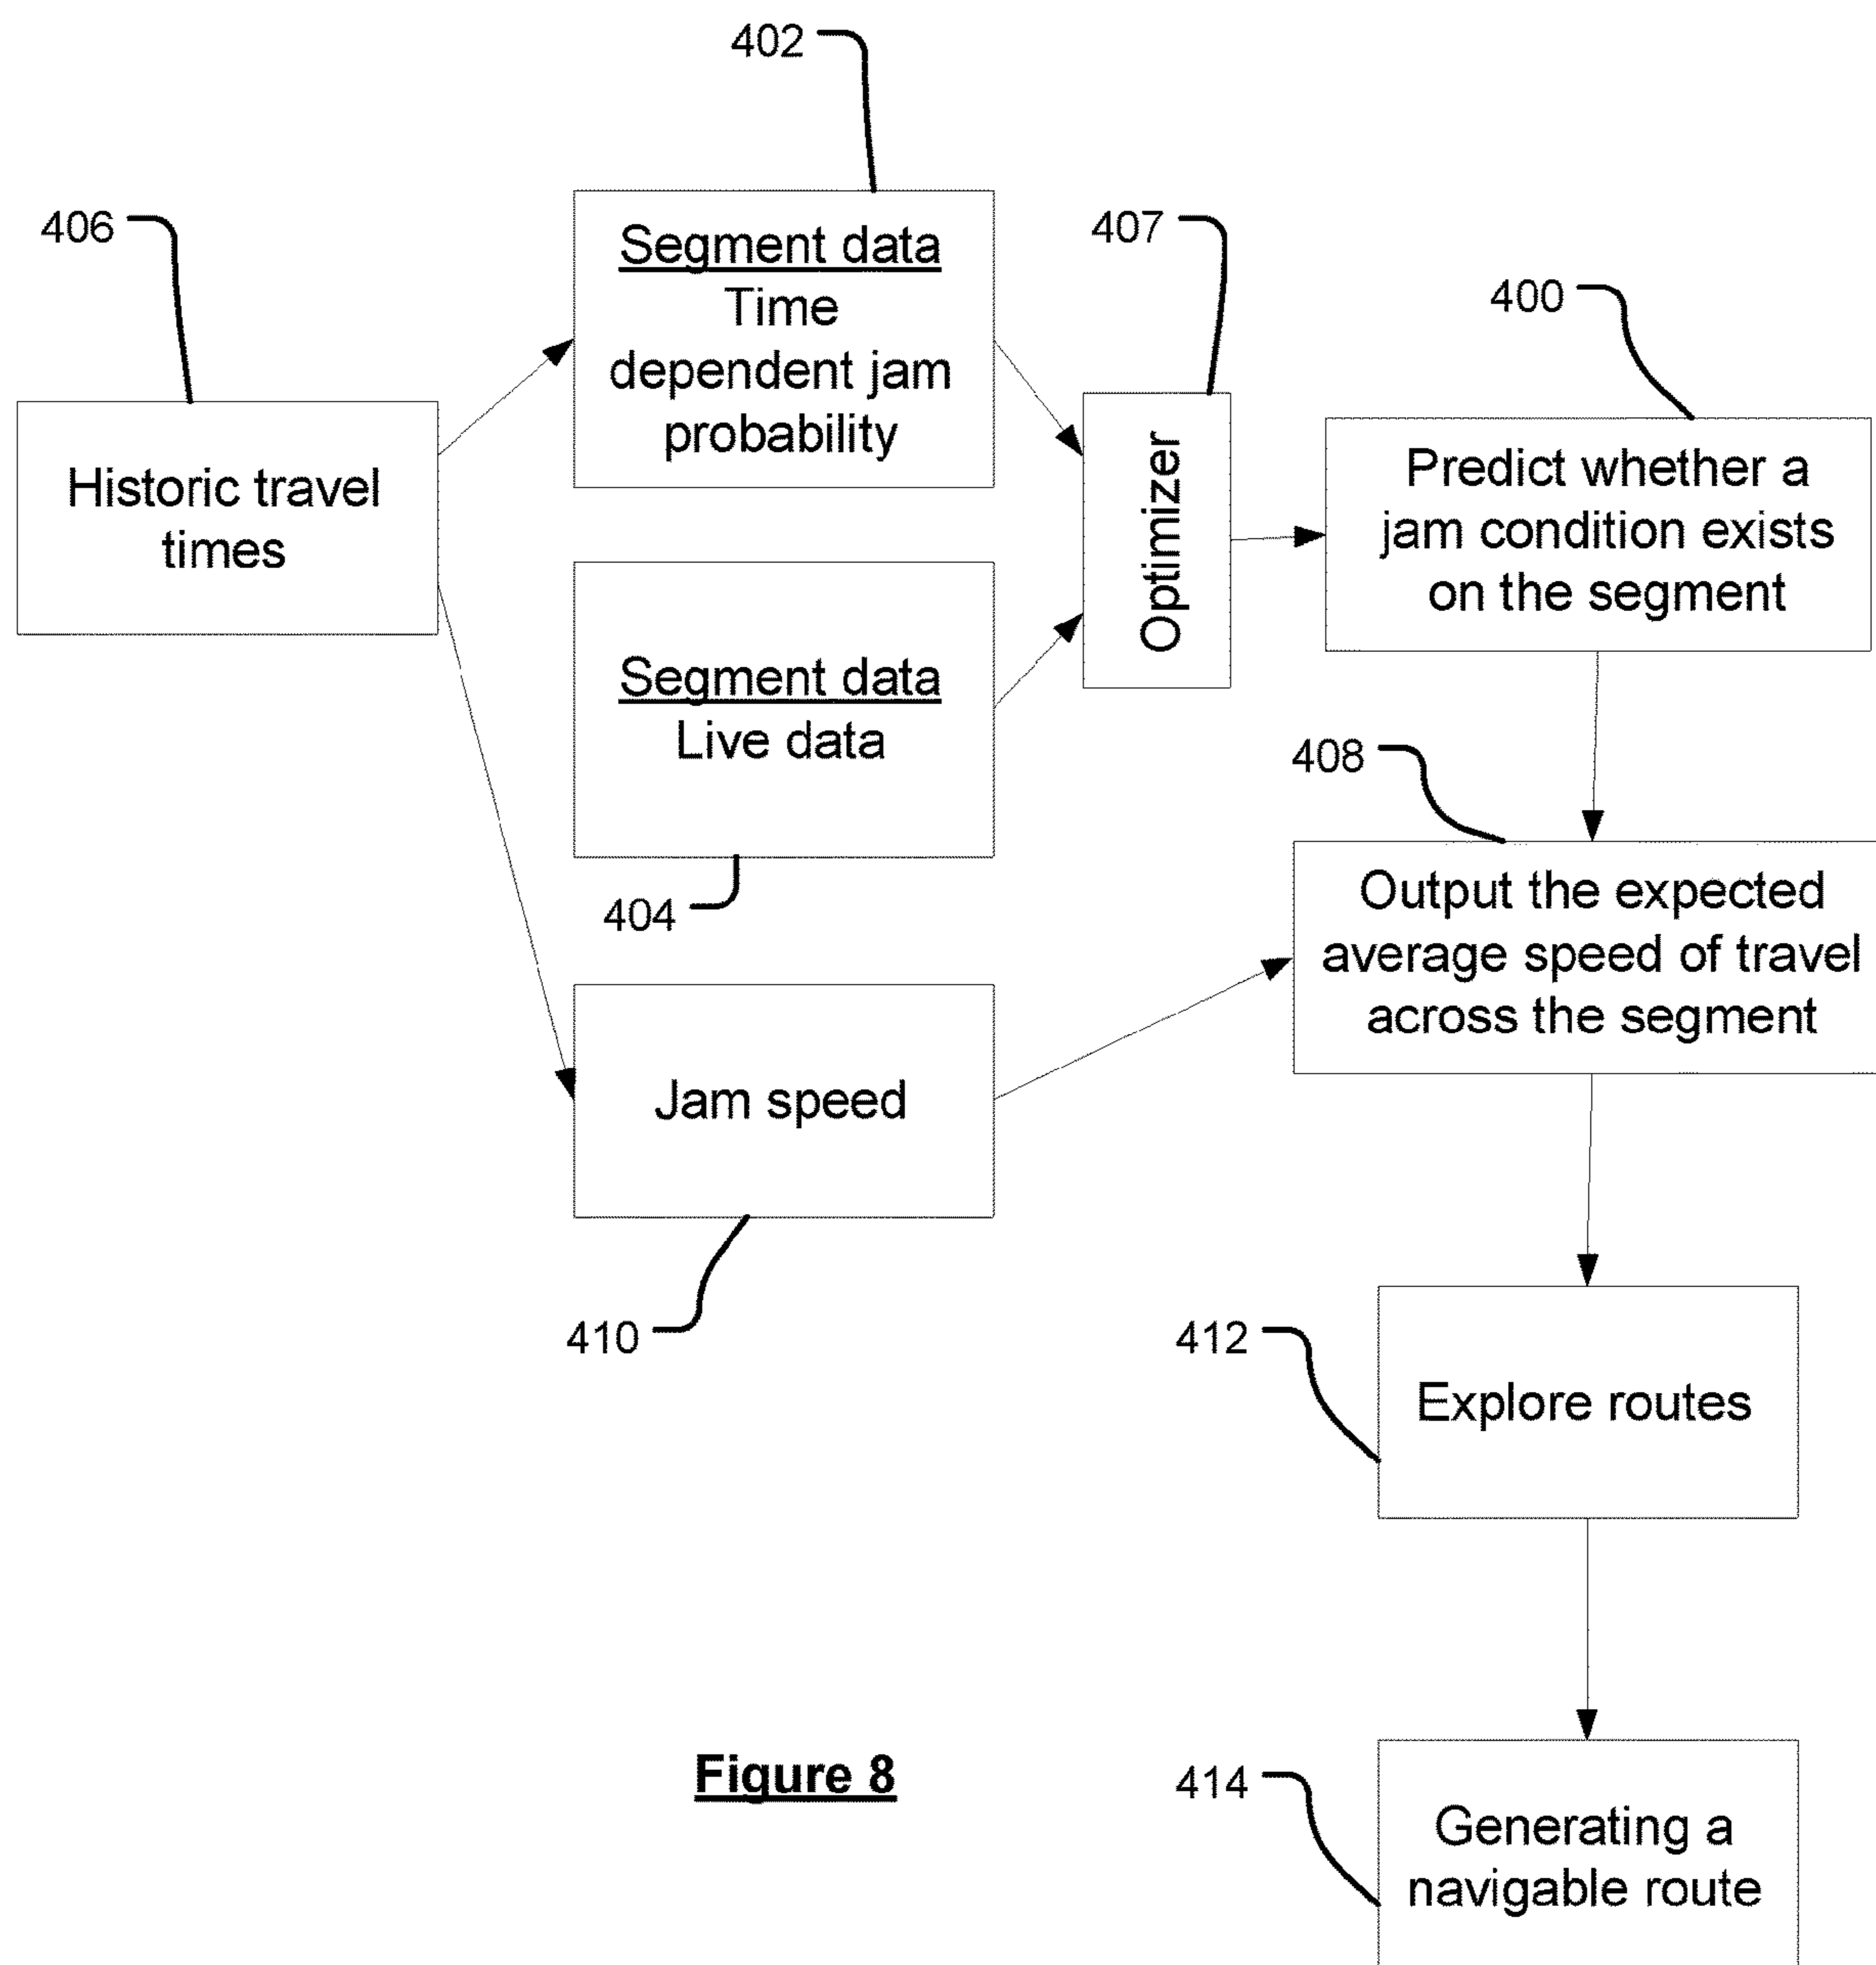 402
406
Segment data
Time
dependent jam
probability
407
400
Historic travel
times
Optimizer
Predict whether a
jam condition exists
on the segment
Segment data
Live data
404
408
Output the expected
average speed of travel
across the segment
Jam speed
410
412
Explore routes
Figure 8
414
Generating a
navigable route